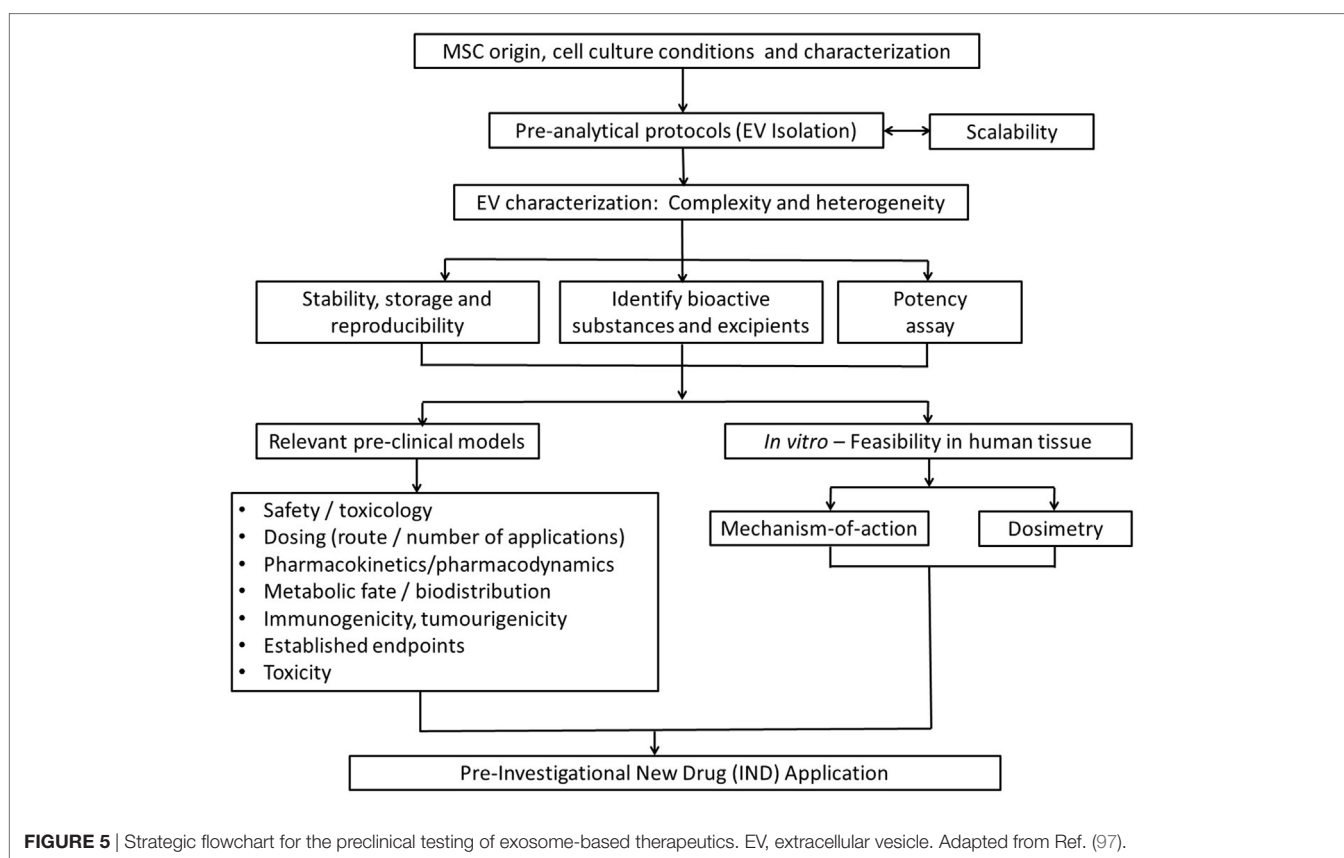 MSC origin, cell culture conditions and characterization
Pre-analytical protocols (EV Isolation)
Scalability
EV characterization: Complexity and heterogeneity
Stability, storage and
reproducibility
Identify bioactive
substances and excipients
Potency
assay
Relevant pre-clinical models
In vitro – Feasibility in human tissue
• Safety / toxicology
• Dosing (route / number of applications)
• Pharmacokinetics/pharmacodynamics
• Metabolic fate / biodistribution
• Immunogenicity, tumourigenicity
• Established endpoints
• Toxicity
Mechanism-of-action
Dosimetry
Pre-Investigational New Drug (IND) Application
FIGURE 5 | Strategic flowchart for the preclinical testing of exosome-based therapeutics. EV, extracellular vesicle. Adapted from Ref. (97).